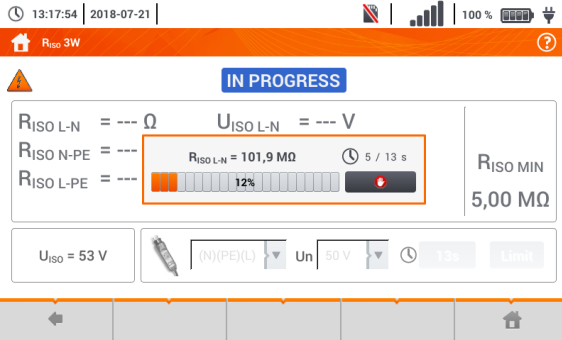 13:17:54 2018-07-21 100 %
RISO 3W ?
IN PROGRESS
RISO L-N = --- Ω UISO L-N = --- V
RISO N-PE = ---
RISO L-PE = ---
RISO L-N = 101,9 MΩ 5 / 13 s
12%
RISO MIN
5,00 MΩ
UISO = 53 V (N)(PE)(L) Un 50 V 13s Limit